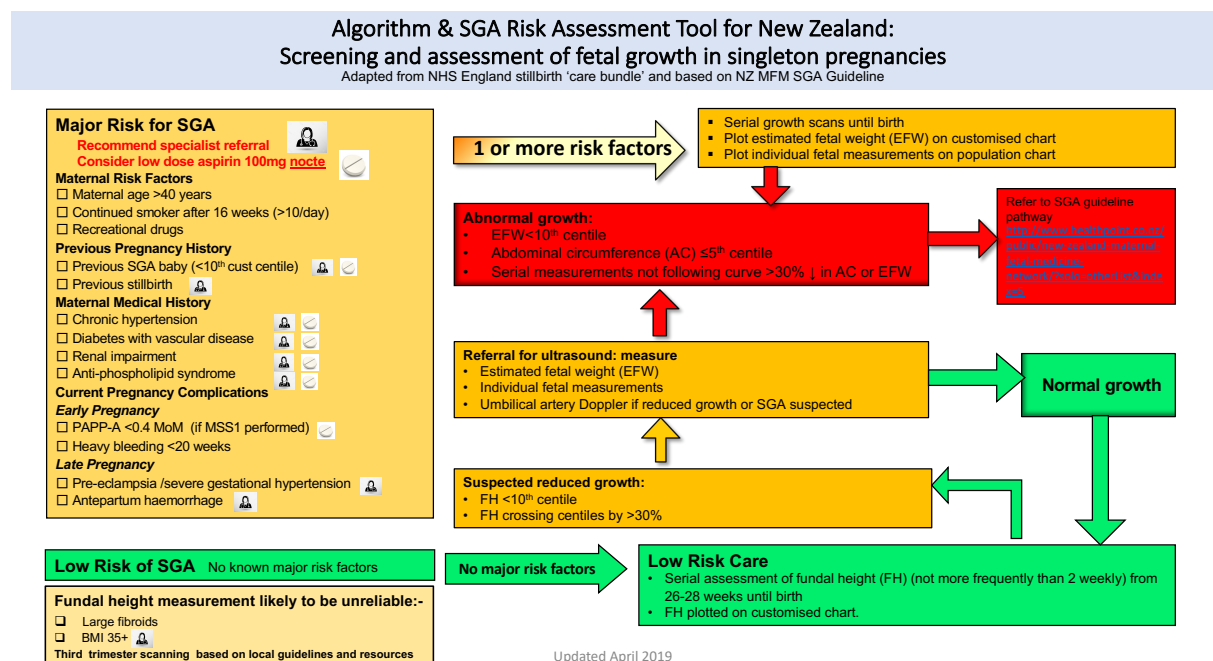 Algorithm & SGA Risk Assessment Tool for New Zealand:
Screening and assessment of fetal growth in singleton pregnancies
Adapted from NHS England stillbirth ‘care bundle’ and based on NZ MFM SGA Guideline
Major Risk for SGA
Recommend specialist referral
Consider low dose aspirin 100mg nocte
Maternal Risk Factors
☐ Maternal age >40 years
☐ Continued smoker after 16 weeks (>10/day)
☐ Recreational drugs
Previous Pregnancy History
☐ Previous SGA baby (<10th cust centile)
☐ Previous stillbirth
Maternal Medical History
☐ Chronic hypertension
☐ Diabetes with vascular disease
☐ Renal impairment
☐ Anti-phospholipid syndrome
Current Pregnancy Complications
Early Pregnancy
☐ PAPP-A <0.4 MoM (if MSS1 performed)
☐ Heavy bleeding <20 weeks
Late Pregnancy
☐ Pre-eclampsia /severe gestational hypertension
☐ Antepartum haemorrhage
1 or more risk factors
▪ Serial growth scans until birth
▪ Plot estimated fetal weight (EFW) on customised chart
▪ Plot individual fetal measurements on population chart
Abnormal growth:
• EFW<10th centile
• Abdominal circumference (AC) ≤5th centile
• Serial measurements not following curve >30% ↓ in AC or EFW
Refer to SGA guideline
pathway
Referral for ultrasound: measure
• Estimated fetal weight (EFW)
• Individual fetal measurements
• Umbilical artery Doppler if reduced growth or SGA suspected
Normal growth
Suspected reduced growth:
• FH <10th centile
• FH crossing centiles by >30%
Low Risk of SGA No known major risk factors
No major risk factors
Low Risk Care
• Serial assessment of fundal height (FH) (not more frequently than 2 weekly) from
26-28 weeks until birth
• FH plotted on customised chart.
Fundal height measurement likely to be unreliable:-
❑ Large fibroids
❑ BMI 35+
Third trimester scanning based on local guidelines and resources
Updated April 2019